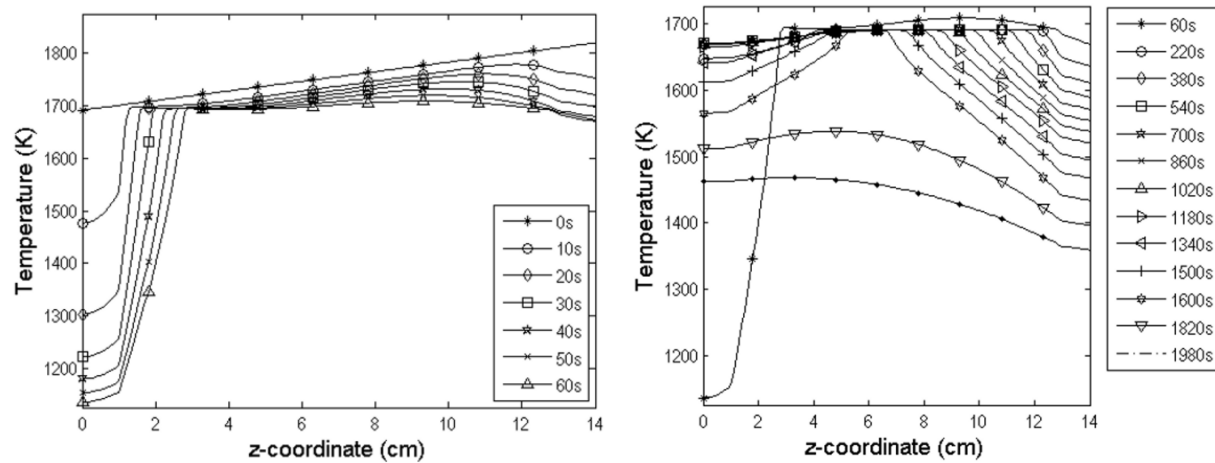 Temperature (K)
1800
1700
1600
1500
1400
1300
1200
0 2 4 6 8 10 12 14
z-coordinate (cm)
0s
10s
20s
30s
40s
50s
60s
Temperature (K)
1700
1600
1500
1400
1300
1200
0 2 4 6 8 10 12 14
z-coordinate (cm)
60s
220s
380s
540s
700s
860s
1020s
1180s
1340s
1500s
1600s
1820s
1980s